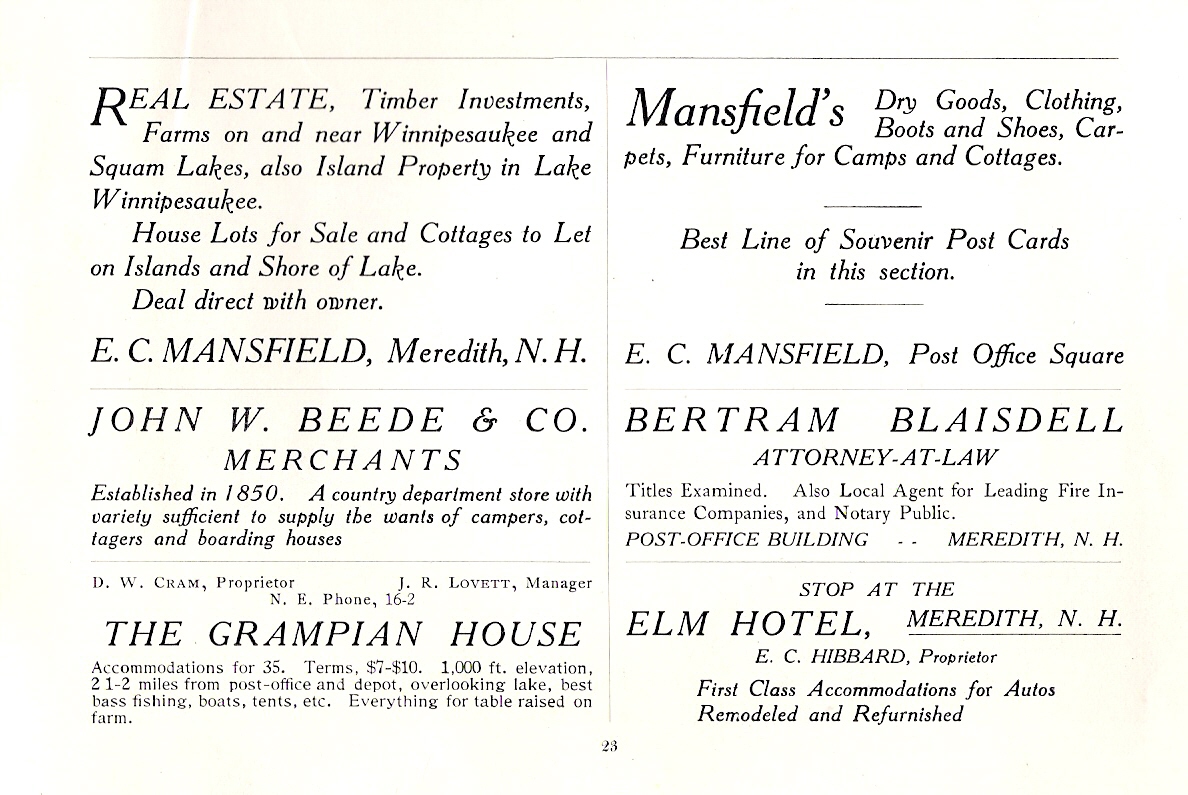 REAL ESTATE, Timber Investments,
Farms on and near Winnipesaukee and
Squam Lakes, also Island Property in Lake
Winnipesaukee.
House Lots for Sale and Cottages to Let
on Islands and Shore of Lake.
Deal direct with owner.
E. C. MANSFIELD, Meredith, N. H.
JOHN W. BEEDE & CO.
MERCHANTS
Established in 1850. A country department store with
variety sufficient to supply the wants of campers, cot-
tagers and boarding houses
D. W. CRAM, Proprietor J. R. LOVETT, Manager
N. E. Phone, 16-2
THE GRAMPIAN HOUSE
Accommodations for 35. Terms, $7-$10. 1,000 ft. elevation,
2 1-2 miles from post-office and depot, overlooking lake, best
bass fishing, boats, tents, etc. Everything for table raised on
farm.
Mansfield's Dry Goods, Clothing,
Boots and Shoes, Car-
pets, Furniture for Camps and Cottages.
Best Line of Souvenir Post Cards
in this section.
E. C. MANSFIELD, Post Office Square
BERTRAM BLAISDELL
ATTORNEY-AT-LAW
Titles Examined. Also Local Agent for Leading Fire In-
surance Companies, and Notary Public.
POST-OFFICE BUILDING - - MEREDITH, N. H.
STOP AT THE
ELM HOTEL, MEREDITH, N. H.
E. C. HIBBARD, Proprietor
First Class Accommodations for Autos
Remodeled and Refurnished
23